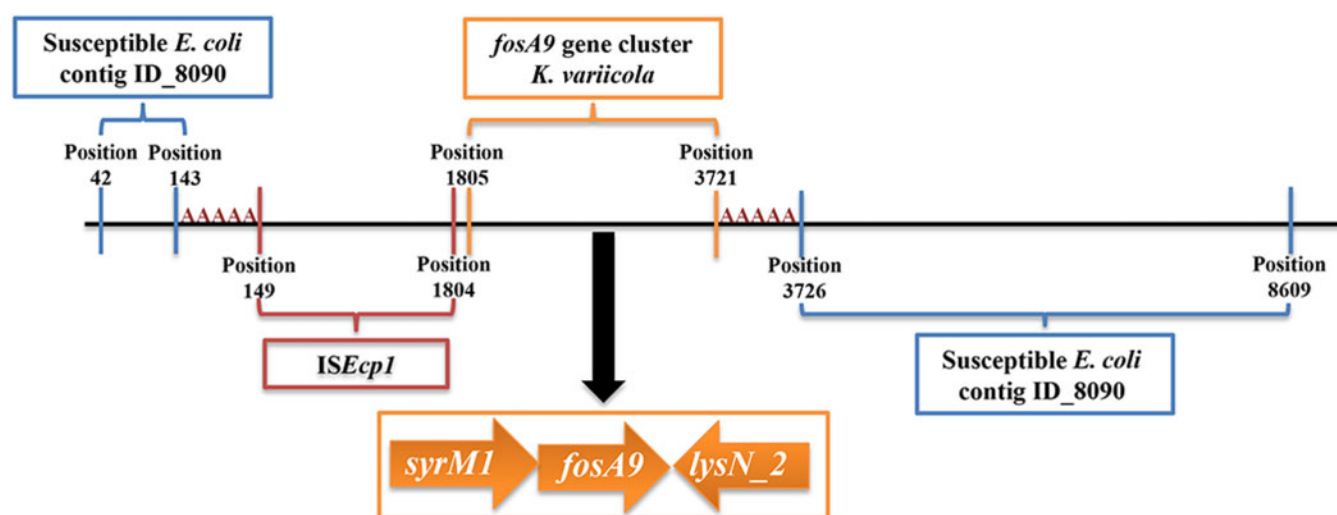 Susceptible E. coli
contig ID_8090
fosA9 gene cluster
K. variicola
Position
42
Position
143
Position
1805
Position
3721
AAAAA
AAAAA
Position
149
Position
1804
Position
3726
Position
8609
ISEcp1
Susceptible E. coli
contig ID_8090
syrM1
fosA9
lysN_2